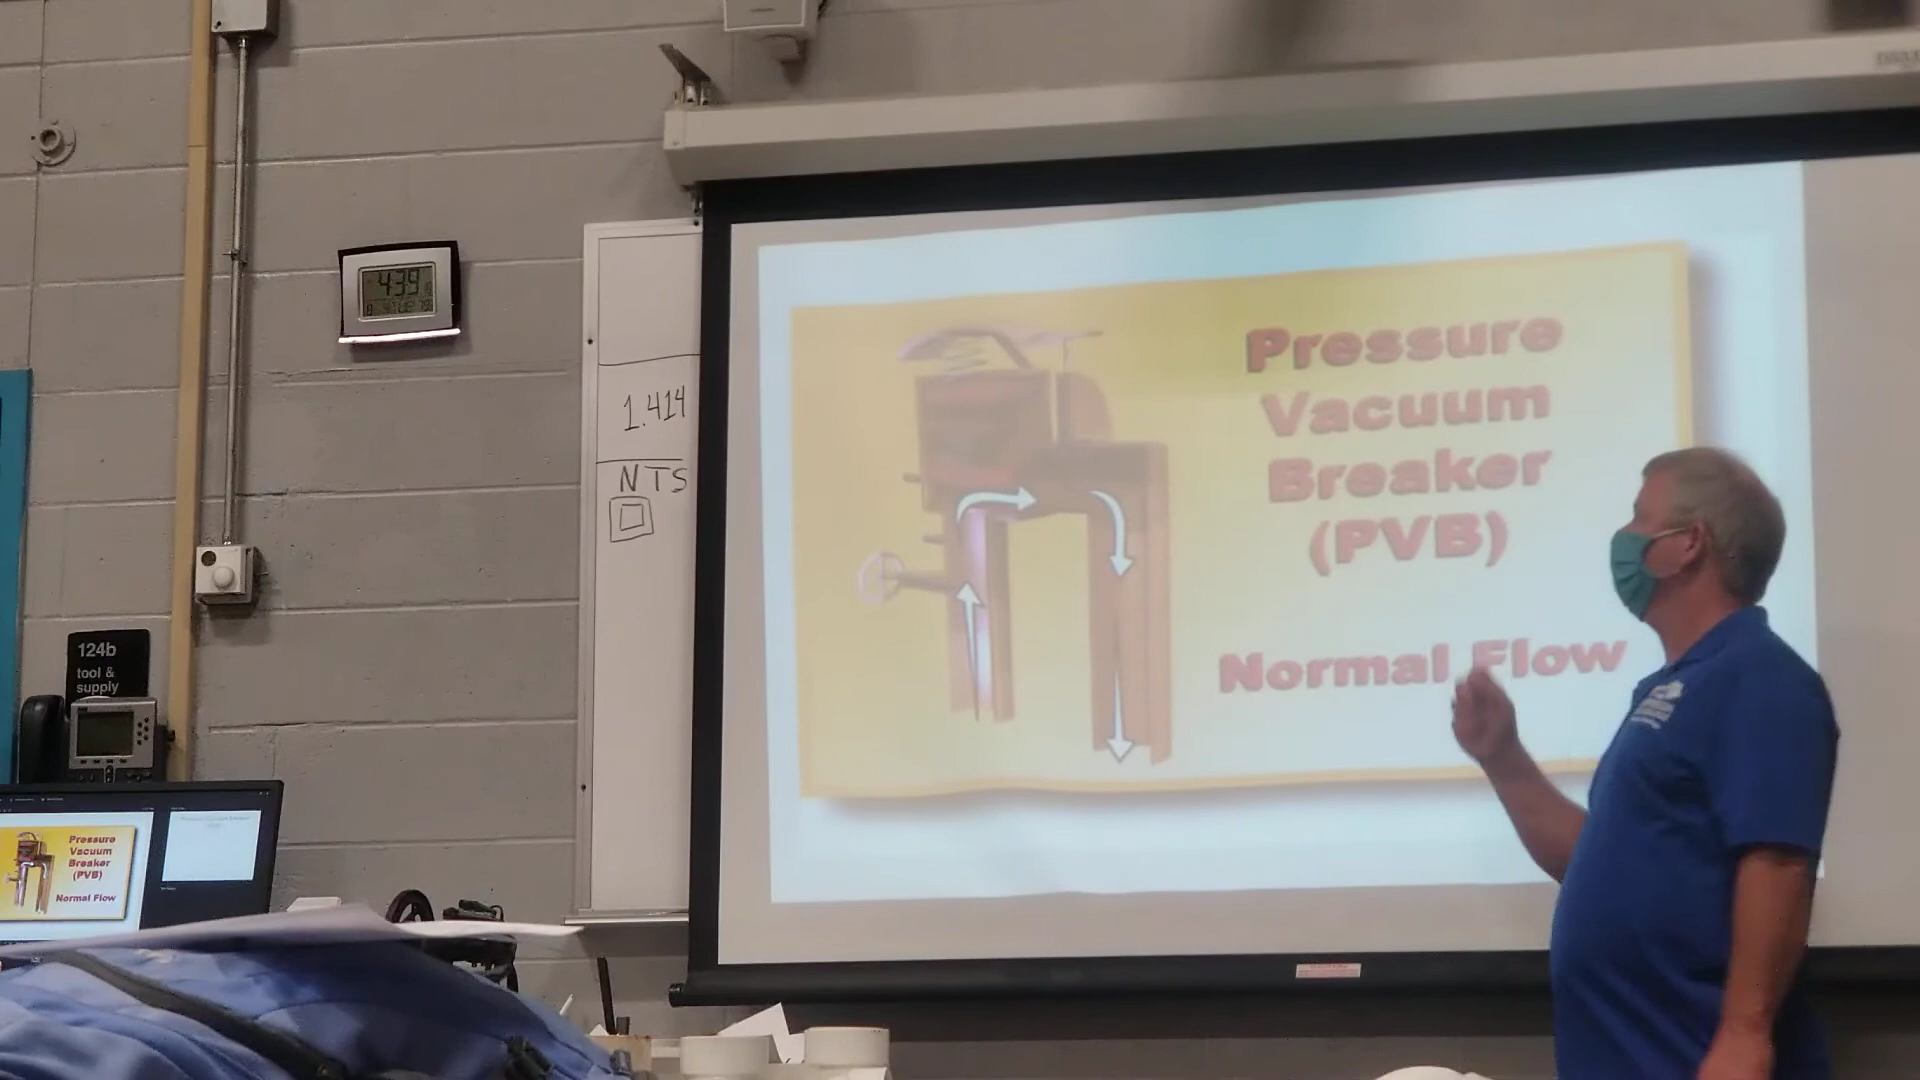 4:39
1.414
NTS
Pressure
Vacuum
Breaker
(PVB)
Normal Flow
124b
tool &
supply
Pressure
Vacuum
Breaker
(PVB)
Normal Flow